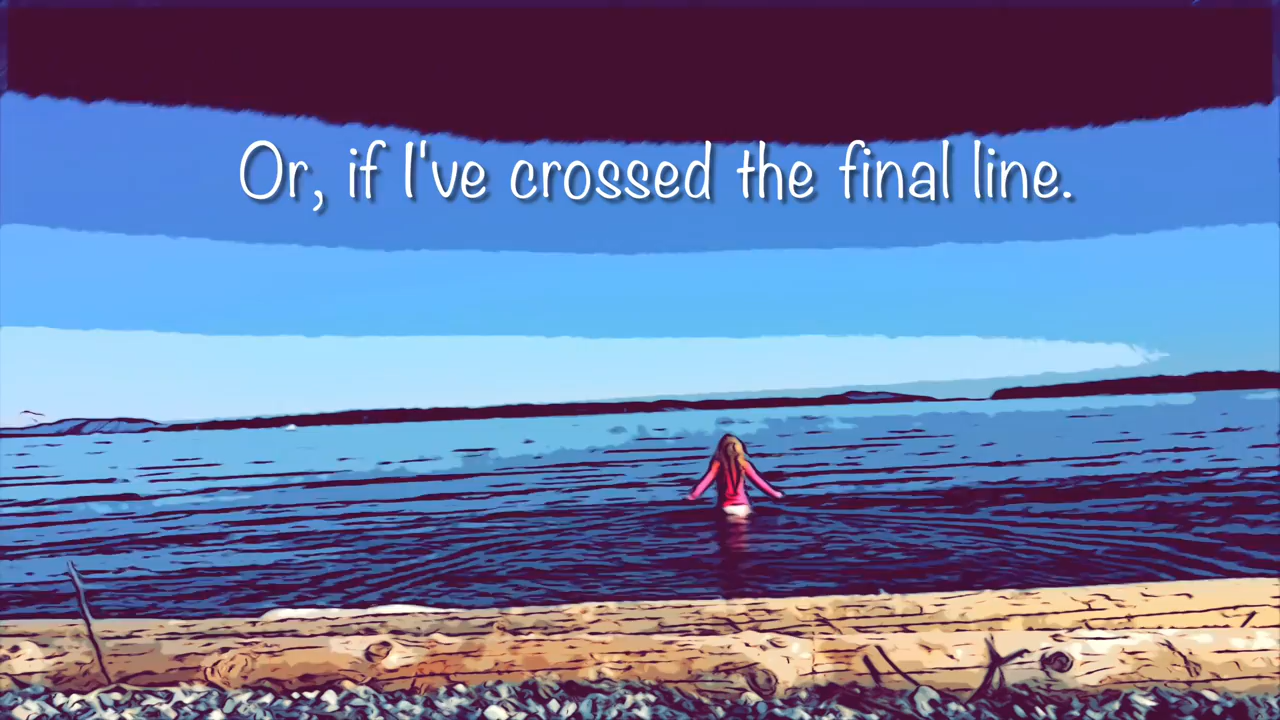 Or, if I've crossed the final line.